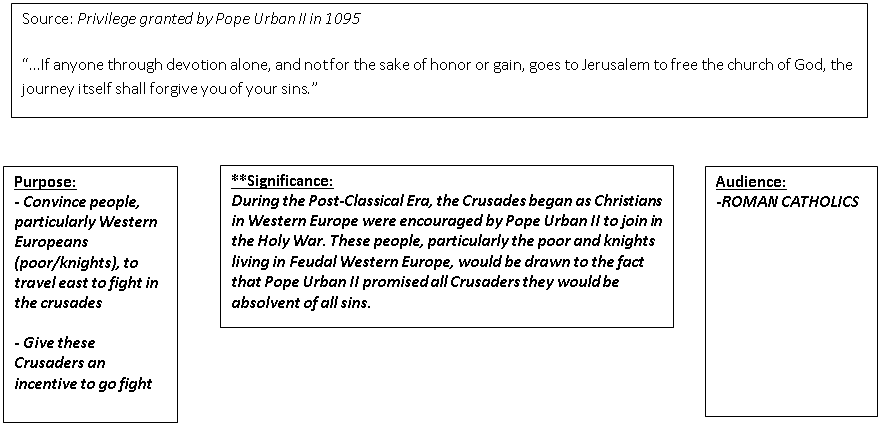 Source: Privilege granted by Pope Urban II in 1095
“...If anyone through devotion alone, and not for the sake of honor or gain, goes to Jerusalem to free the church of God, the
journey itself shall forgive you of your sins.”
Purpose:
- Convince people,
particularly Western
Europeans
(poor/knights), to
travel east to fight in
the crusades
- Give these
Crusaders an
incentive to go fight
**Significance:
During the Post-Classical Era, the Crusades began as Christians
in Western Europe were encouraged by Pope Urban II to join in
the Holy War. These people, particularly the poor and knights
living in Feudal Western Europe, would be drawn to the fact
that Pope Urban II promised all Crusaders they would be
absolvent of all sins.
Audience:
-ROMAN CATHOLICS